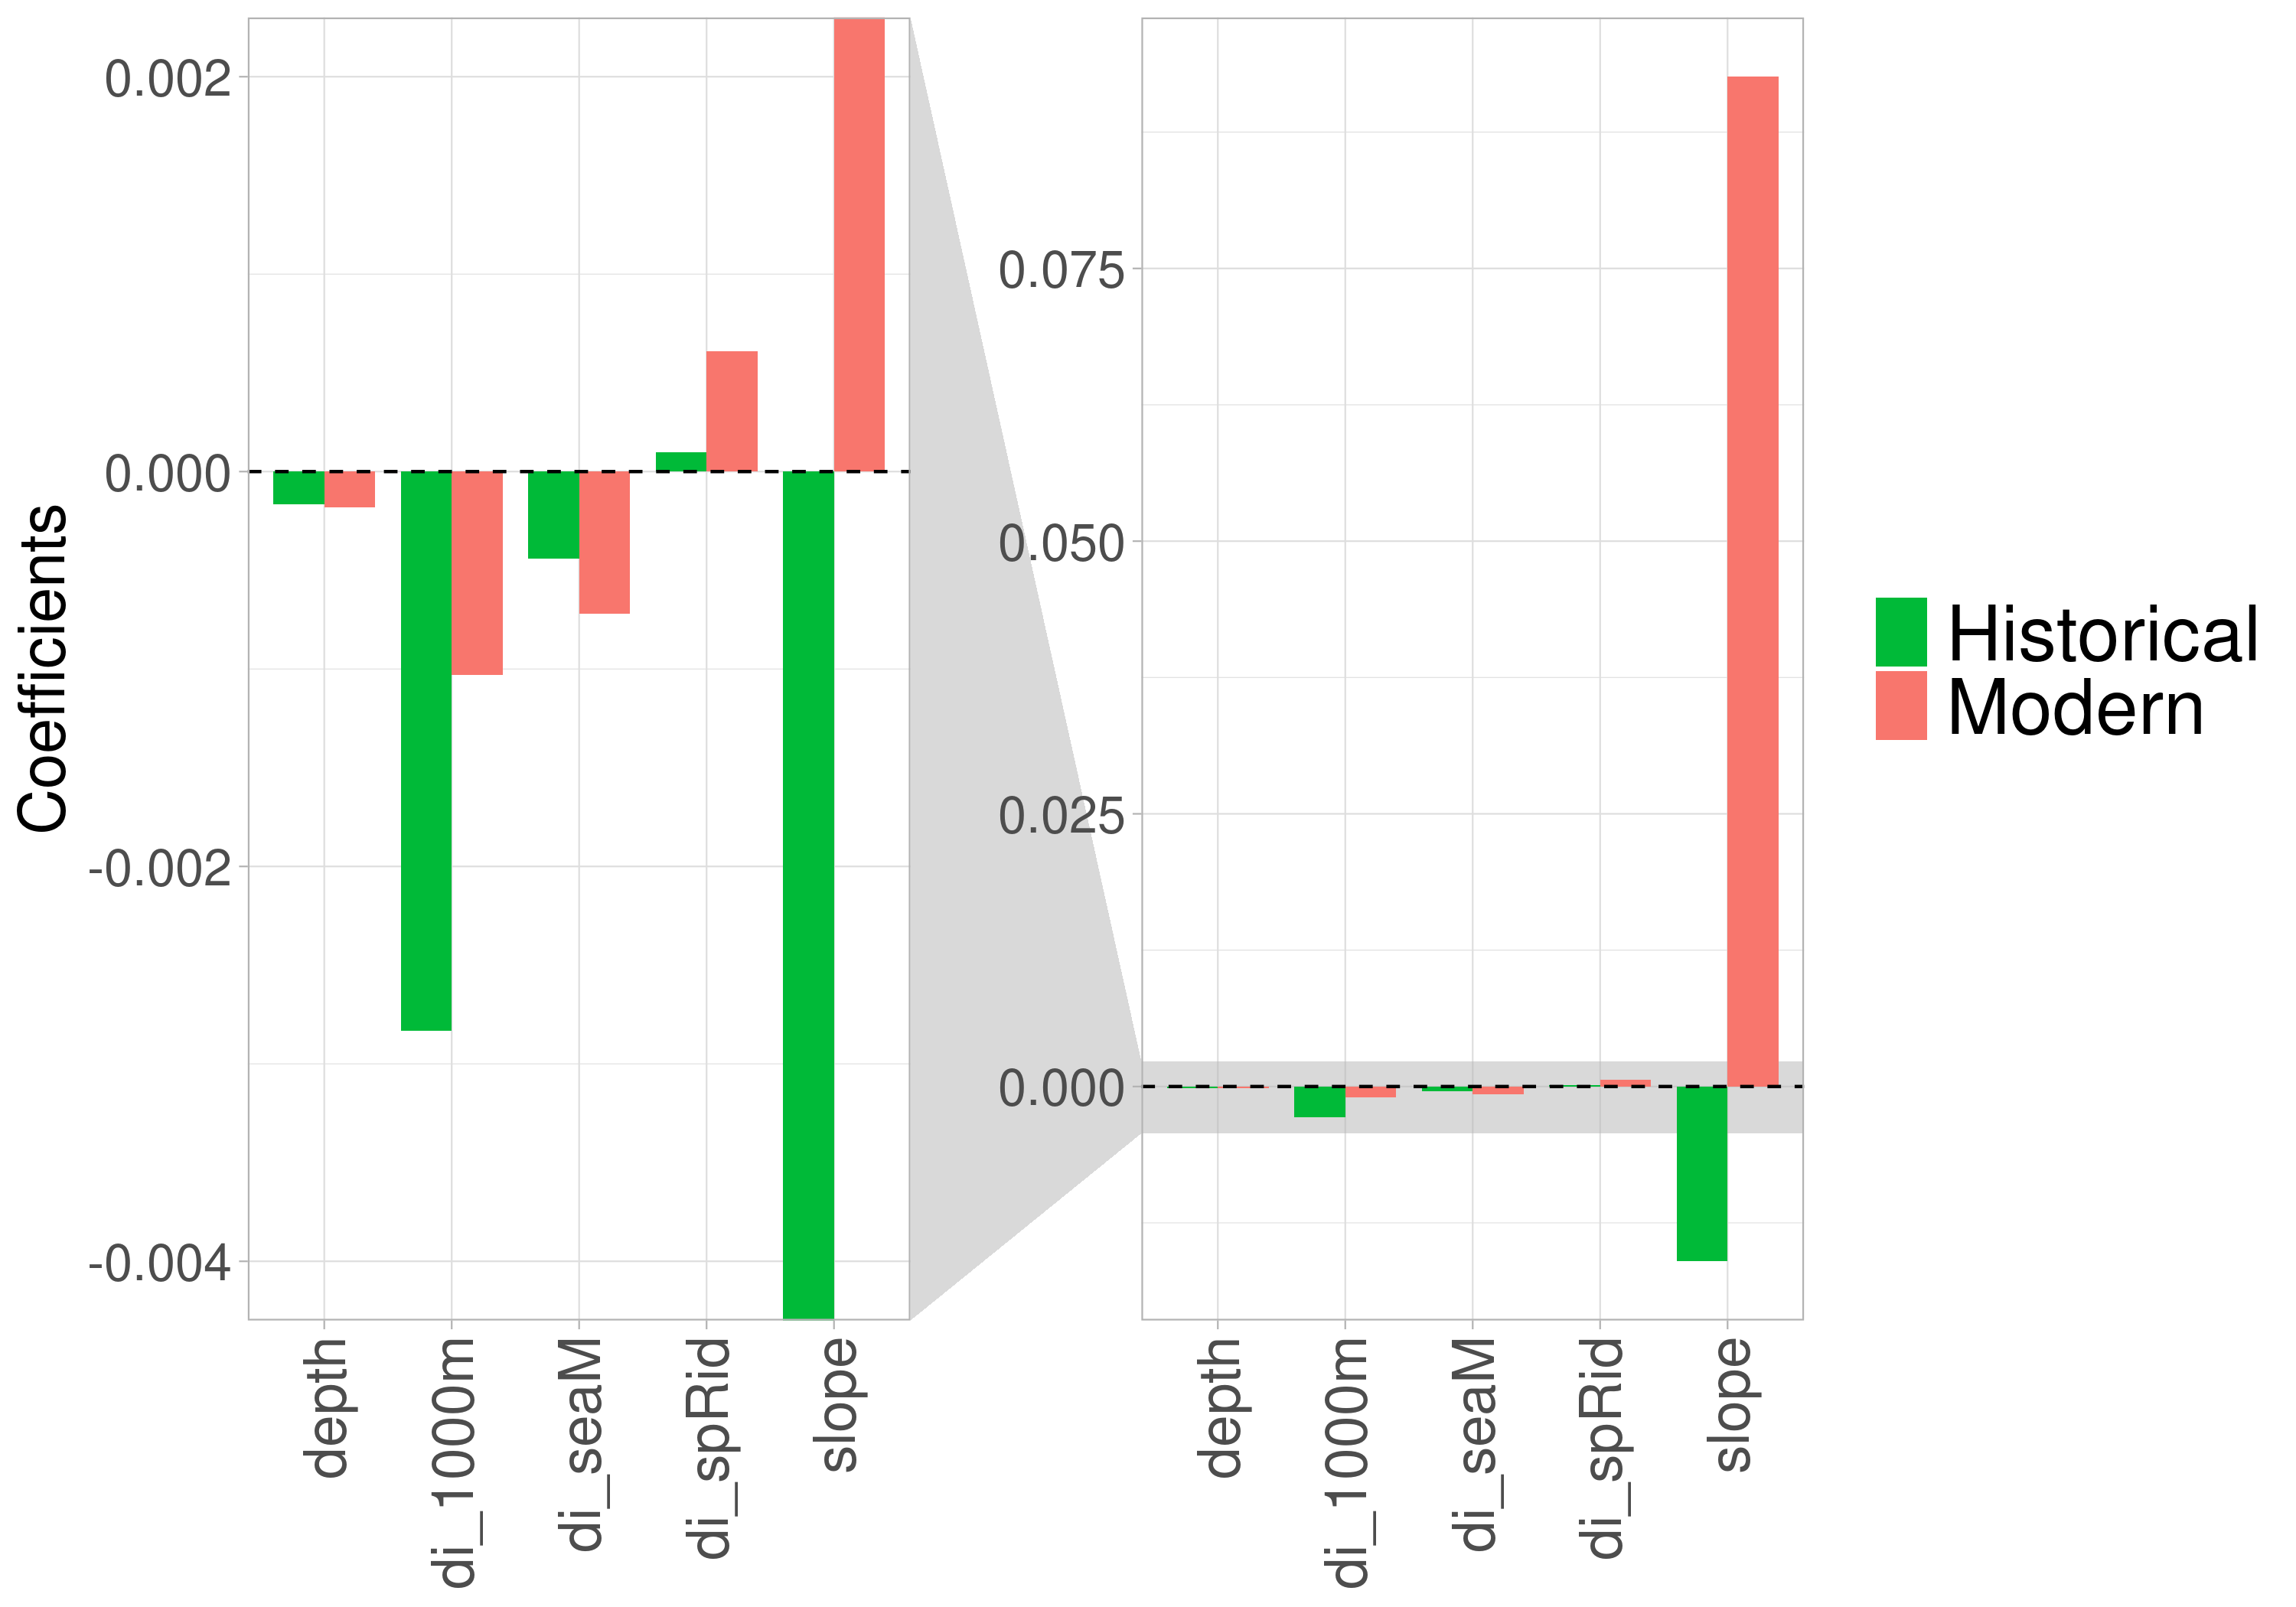 Coefficients
0.002
0.000
-0.002
-0.004
depth
di_1000m
di_seaM
di_spRid
slope
0.075
0.050
0.025
0.000
depth
di_1000m
di_seaM
di_spRid
slope
Historical
Modern